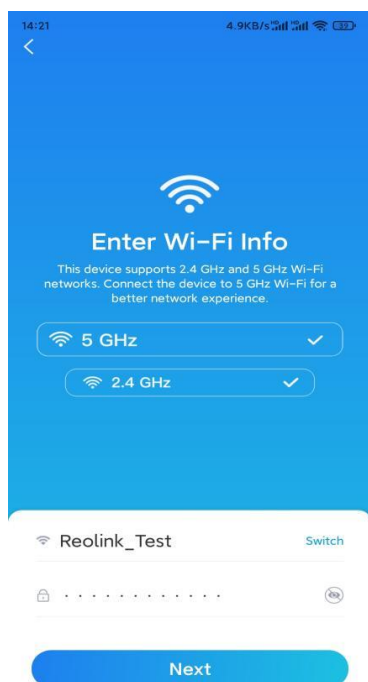 14:21 4.9KB/s 39
Enter Wi-Fi Info
This device supports 2.4 GHz and 5 GHz Wi-Fi
networks. Connect the device to 5 GHz Wi-Fi for a
better network experience.
5 GHz
2.4 GHz
Reolink_Test Switch
Next